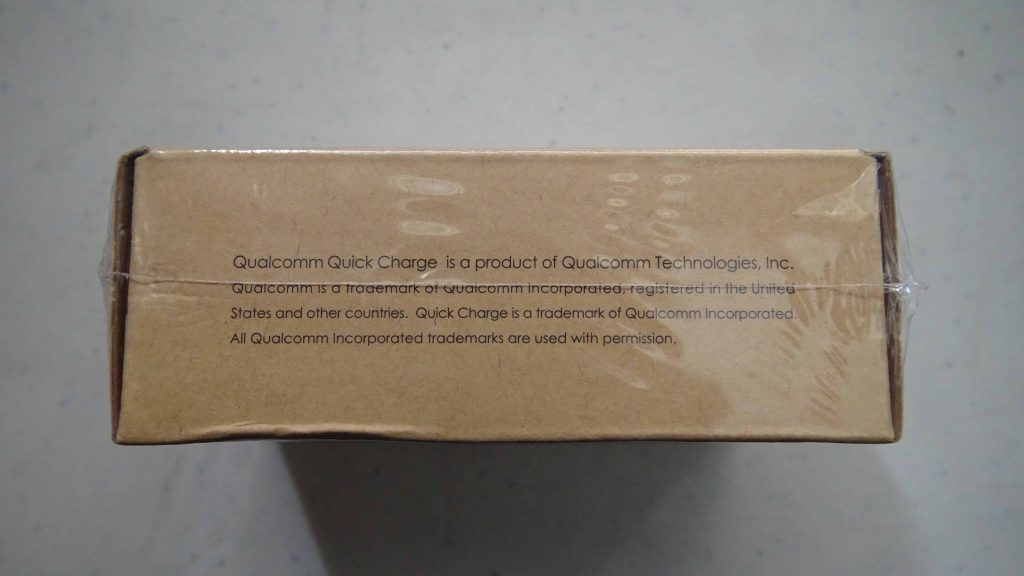 Qualcomm Quick Charge is a product of Qualcomm Technologies, Inc.
Qualcomm is a trademark of Qualcomm Incorporated, registered in the United
States and other countries. Quick Charge is a trademark of Qualcomm Incorporated.
All Qualcomm Incorporated trademarks are used with permission.